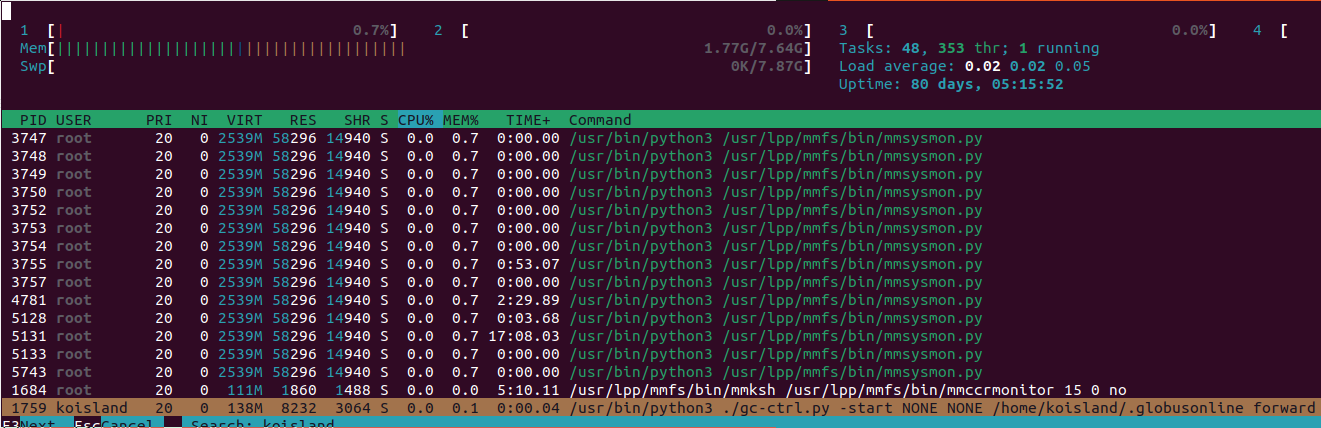 1 [| 0.7%] 2 [ 0.0%] 3 [ 0.0%] 4 [
Mem[||||||||||||||||||||||||||||||||||||||| 1.77G/7.64G] Tasks: 48, 353 thr; 1 running
Swp[ 0K/7.87G] Load average: 0.02 0.02 0.05
Uptime: 80 days, 05:15:52
PID USER PRI NI VIRT RES SHR S CPU% MEM% TIME+ Command
3747 root 20 0 2539M 58296 14940 S 0.0 0.7 0:00.00 /usr/bin/python3 /usr/lpp/mmfs/bin/mmsysmon.py
3748 root 20 0 2539M 58296 14940 S 0.0 0.7 0:00.00 /usr/bin/python3 /usr/lpp/mmfs/bin/mmsysmon.py
3749 root 20 0 2539M 58296 14940 S 0.0 0.7 0:00.00 /usr/bin/python3 /usr/lpp/mmfs/bin/mmsysmon.py
3750 root 20 0 2539M 58296 14940 S 0.0 0.7 0:00.00 /usr/bin/python3 /usr/lpp/mmfs/bin/mmsysmon.py
3752 root 20 0 2539M 58296 14940 S 0.0 0.7 0:00.00 /usr/bin/python3 /usr/lpp/mmfs/bin/mmsysmon.py
3753 root 20 0 2539M 58296 14940 S 0.0 0.7 0:00.00 /usr/bin/python3 /usr/lpp/mmfs/bin/mmsysmon.py
3754 root 20 0 2539M 58296 14940 S 0.0 0.7 0:00.00 /usr/bin/python3 /usr/lpp/mmfs/bin/mmsysmon.py
3755 root 20 0 2539M 58296 14940 S 0.0 0.7 0:53.07 /usr/bin/python3 /usr/lpp/mmfs/bin/mmsysmon.py
3757 root 20 0 2539M 58296 14940 S 0.0 0.7 0:00.00 /usr/bin/python3 /usr/lpp/mmfs/bin/mmsysmon.py
4781 root 20 0 2539M 58296 14940 S 0.0 0.7 2:29.89 /usr/bin/python3 /usr/lpp/mmfs/bin/mmsysmon.py
5128 root 20 0 2539M 58296 14940 S 0.0 0.7 0:03.68 /usr/bin/python3 /usr/lpp/mmfs/bin/mmsysmon.py
5131 root 20 0 2539M 58296 14940 S 0.0 0.7 17:08.03 /usr/bin/python3 /usr/lpp/mmfs/bin/mmsysmon.py
5133 root 20 0 2539M 58296 14940 S 0.0 0.7 0:00.00 /usr/bin/python3 /usr/lpp/mmfs/bin/mmsysmon.py
5743 root 20 0 2539M 58296 14940 S 0.0 0.7 0:00.00 /usr/bin/python3 /usr/lpp/mmfs/bin/mmsysmon.py
1684 root 20 0 111M 1860 1488 S 0.0 0.0 5:10.11 /usr/lpp/mmfs/bin/mmksh /usr/lpp/mmfs/bin/mmccrmonitor 15 0 no
1759 koisland 20 0 138M 8232 3064 S 0.0 0.1 0:00.04 /usr/bin/python3 ./gc-ctrl.py -start NONE NONE /home/koisland/.globusonline forward
F3Next EscCancel Search: koisland